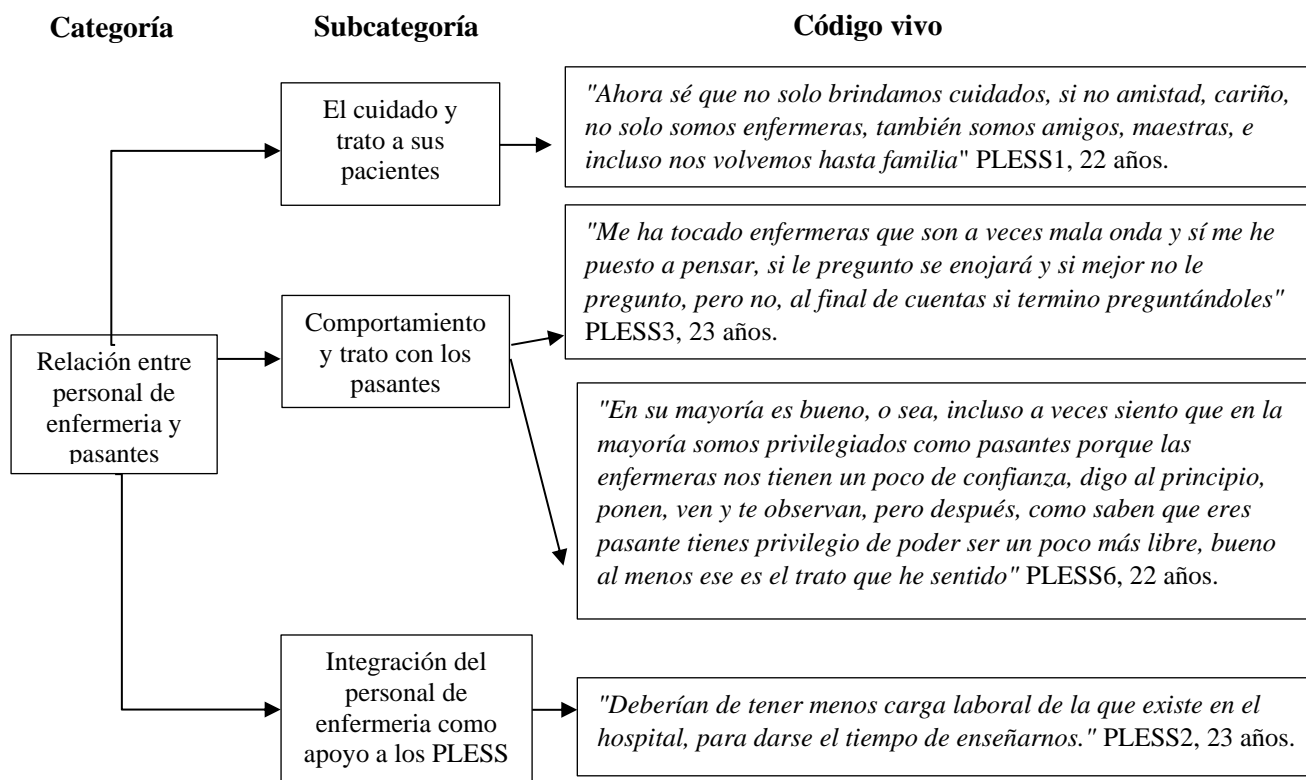 Categoría
Subcategoría
Código vivo
El cuidado y
trato a sus
pacientes
"Ahora sé que no solo brindamos cuidados, si no amistad, cariño,
no solo somos enfermeras, también somos amigos, maestras, e
incluso nos volvemos hasta familia" PLESS1, 22 años.
Relación entre
personal de
enfermeria y
pasantes
Comportamiento
y trato con los
pasantes
"Me ha tocado enfermeras que son a veces mala onda y sí me he
puesto a pensar, si le pregunto se enojará y si mejor no le
pregunto, pero no, al final de cuentas si termino preguntándoles"
PLESS3, 23 años.
"En su mayoría es bueno, o sea, incluso a veces siento que en la
mayoría somos privilegiados como pasantes porque las
enfermeras nos tienen un poco de confianza, digo al principio,
ponen, ven y te observan, pero después, como saben que eres
pasante tienes privilegio de poder ser un poco más libre, bueno
al menos ese es el trato que he sentido" PLESS6, 22 años.
Integración del
personal de
enfermeria como
apoyo a los PLESS
"Deberían de tener menos carga laboral de la que existe en el
hospital, para darse el tiempo de enseñarnos." PLESS2, 23 años.